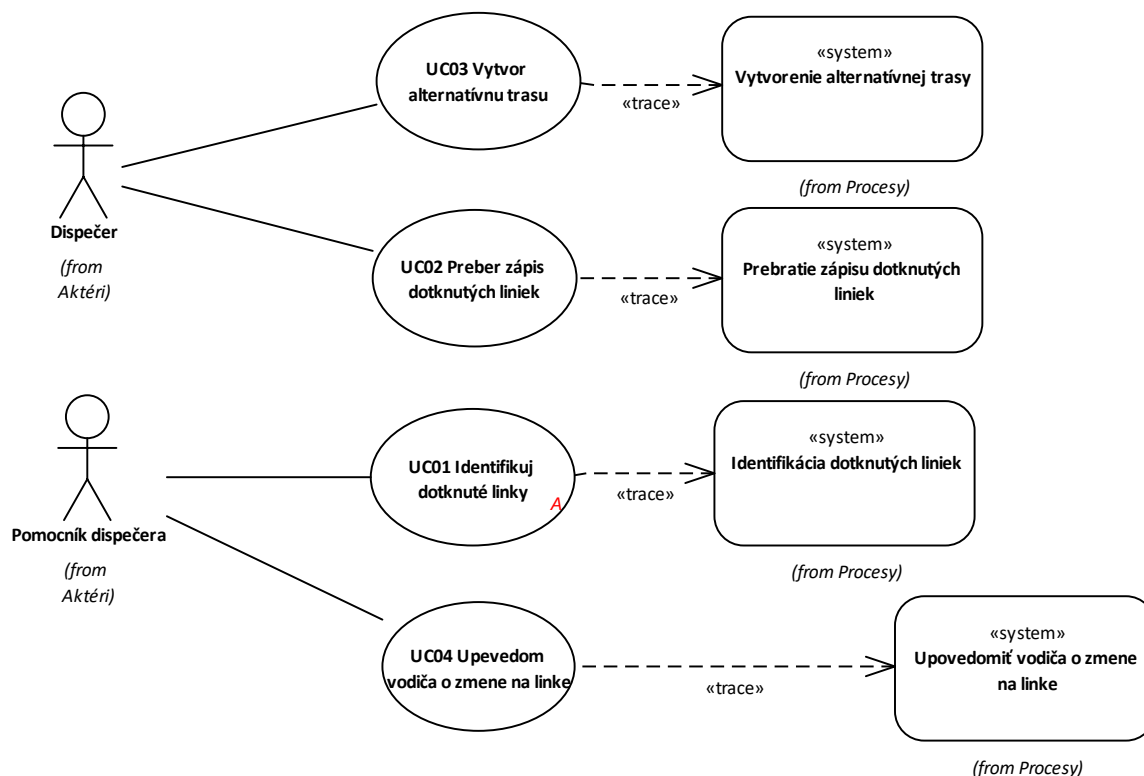 «system»
UC03 Vytvor
alternatívnu trasu
Vytvorenie alternatívnej trasy
«trace»
(from Procesy)
Dispečer
(from
Aktéri)
«system»
UC02 Preber zápis
dotknutých liniek
Prebratie zápisu dotknutých
liniek
«trace»
(from Procesy)
«system»
UC01 Identifikuj
dotknuté linky
A
Identifikácia dotknutých liniek
«trace»
Pomocník dispečera
(from
Aktéri)
(from Procesy)
«system»
UC04 Upevedom
vodiča o zmene na linke
Upovedomiť vodiča o zmene
na linke
«trace»
(from Procesy)